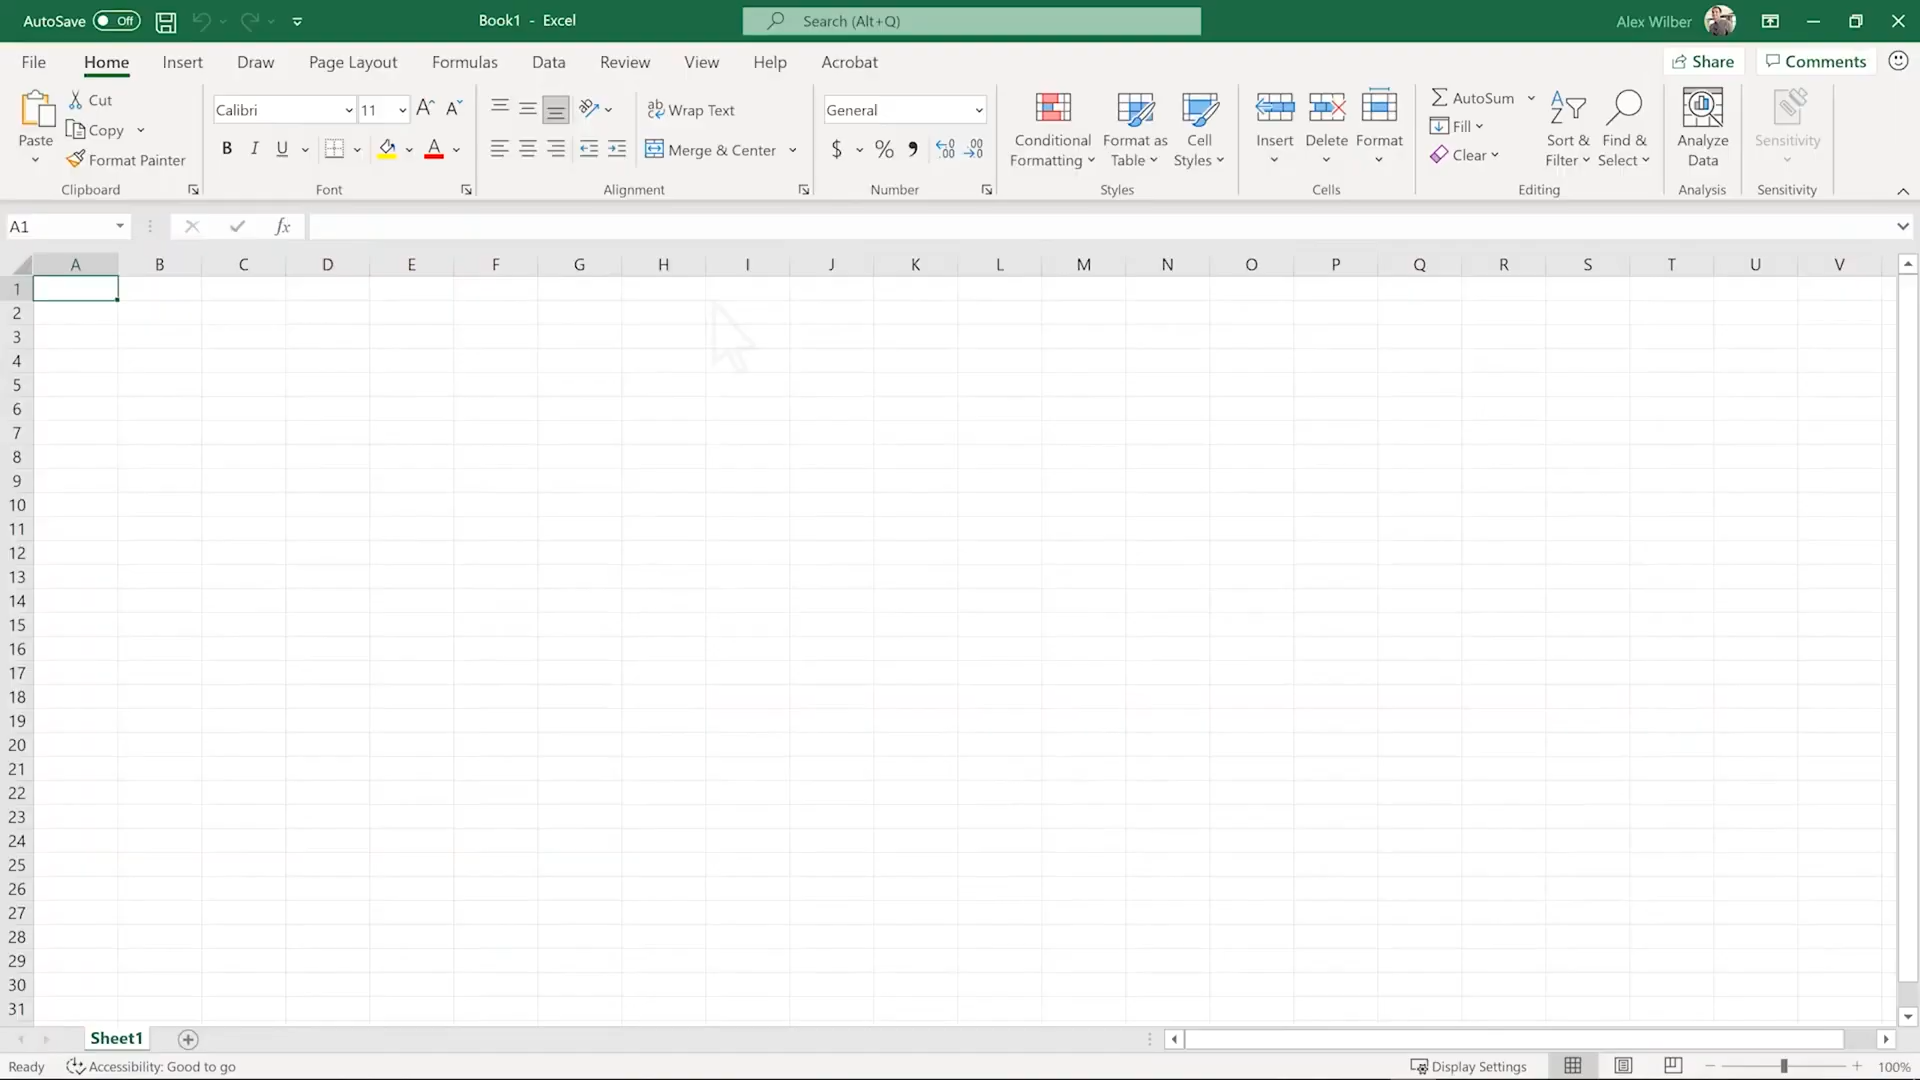 AutoSave Off
Book1 - Excel
Search (Alt+Q)
Alex Wilber
File Home Insert Draw Page Layout Formulas Data Review View Help Acrobat Share Comments
Paste
Cut
Copy
Format Painter
Clipboard
Calibri 11
B I U A
Font
Wrap Text
Merge & Center
Alignment
General
$ % ,
Number
Conditional Formatting
Format as Table
Cell Styles
Styles
Insert
Delete
Format
Cells
AutoSum
Fill
Clear
Sort & Filter
Find & Select
Editing
Analyze Data
Analysis
Sensitivity
Sensitivity
A1 fx
A B C D E F G H I J K L M N O P Q R S T U V
1
2
3
4
5
6
7
8
9
10
11
12
13
14
15
16
17
18
19
20
21
22
23
24
25
26
27
28
29
30
31
Sheet1
Ready Accessibility: Good to go Display Settings 100%